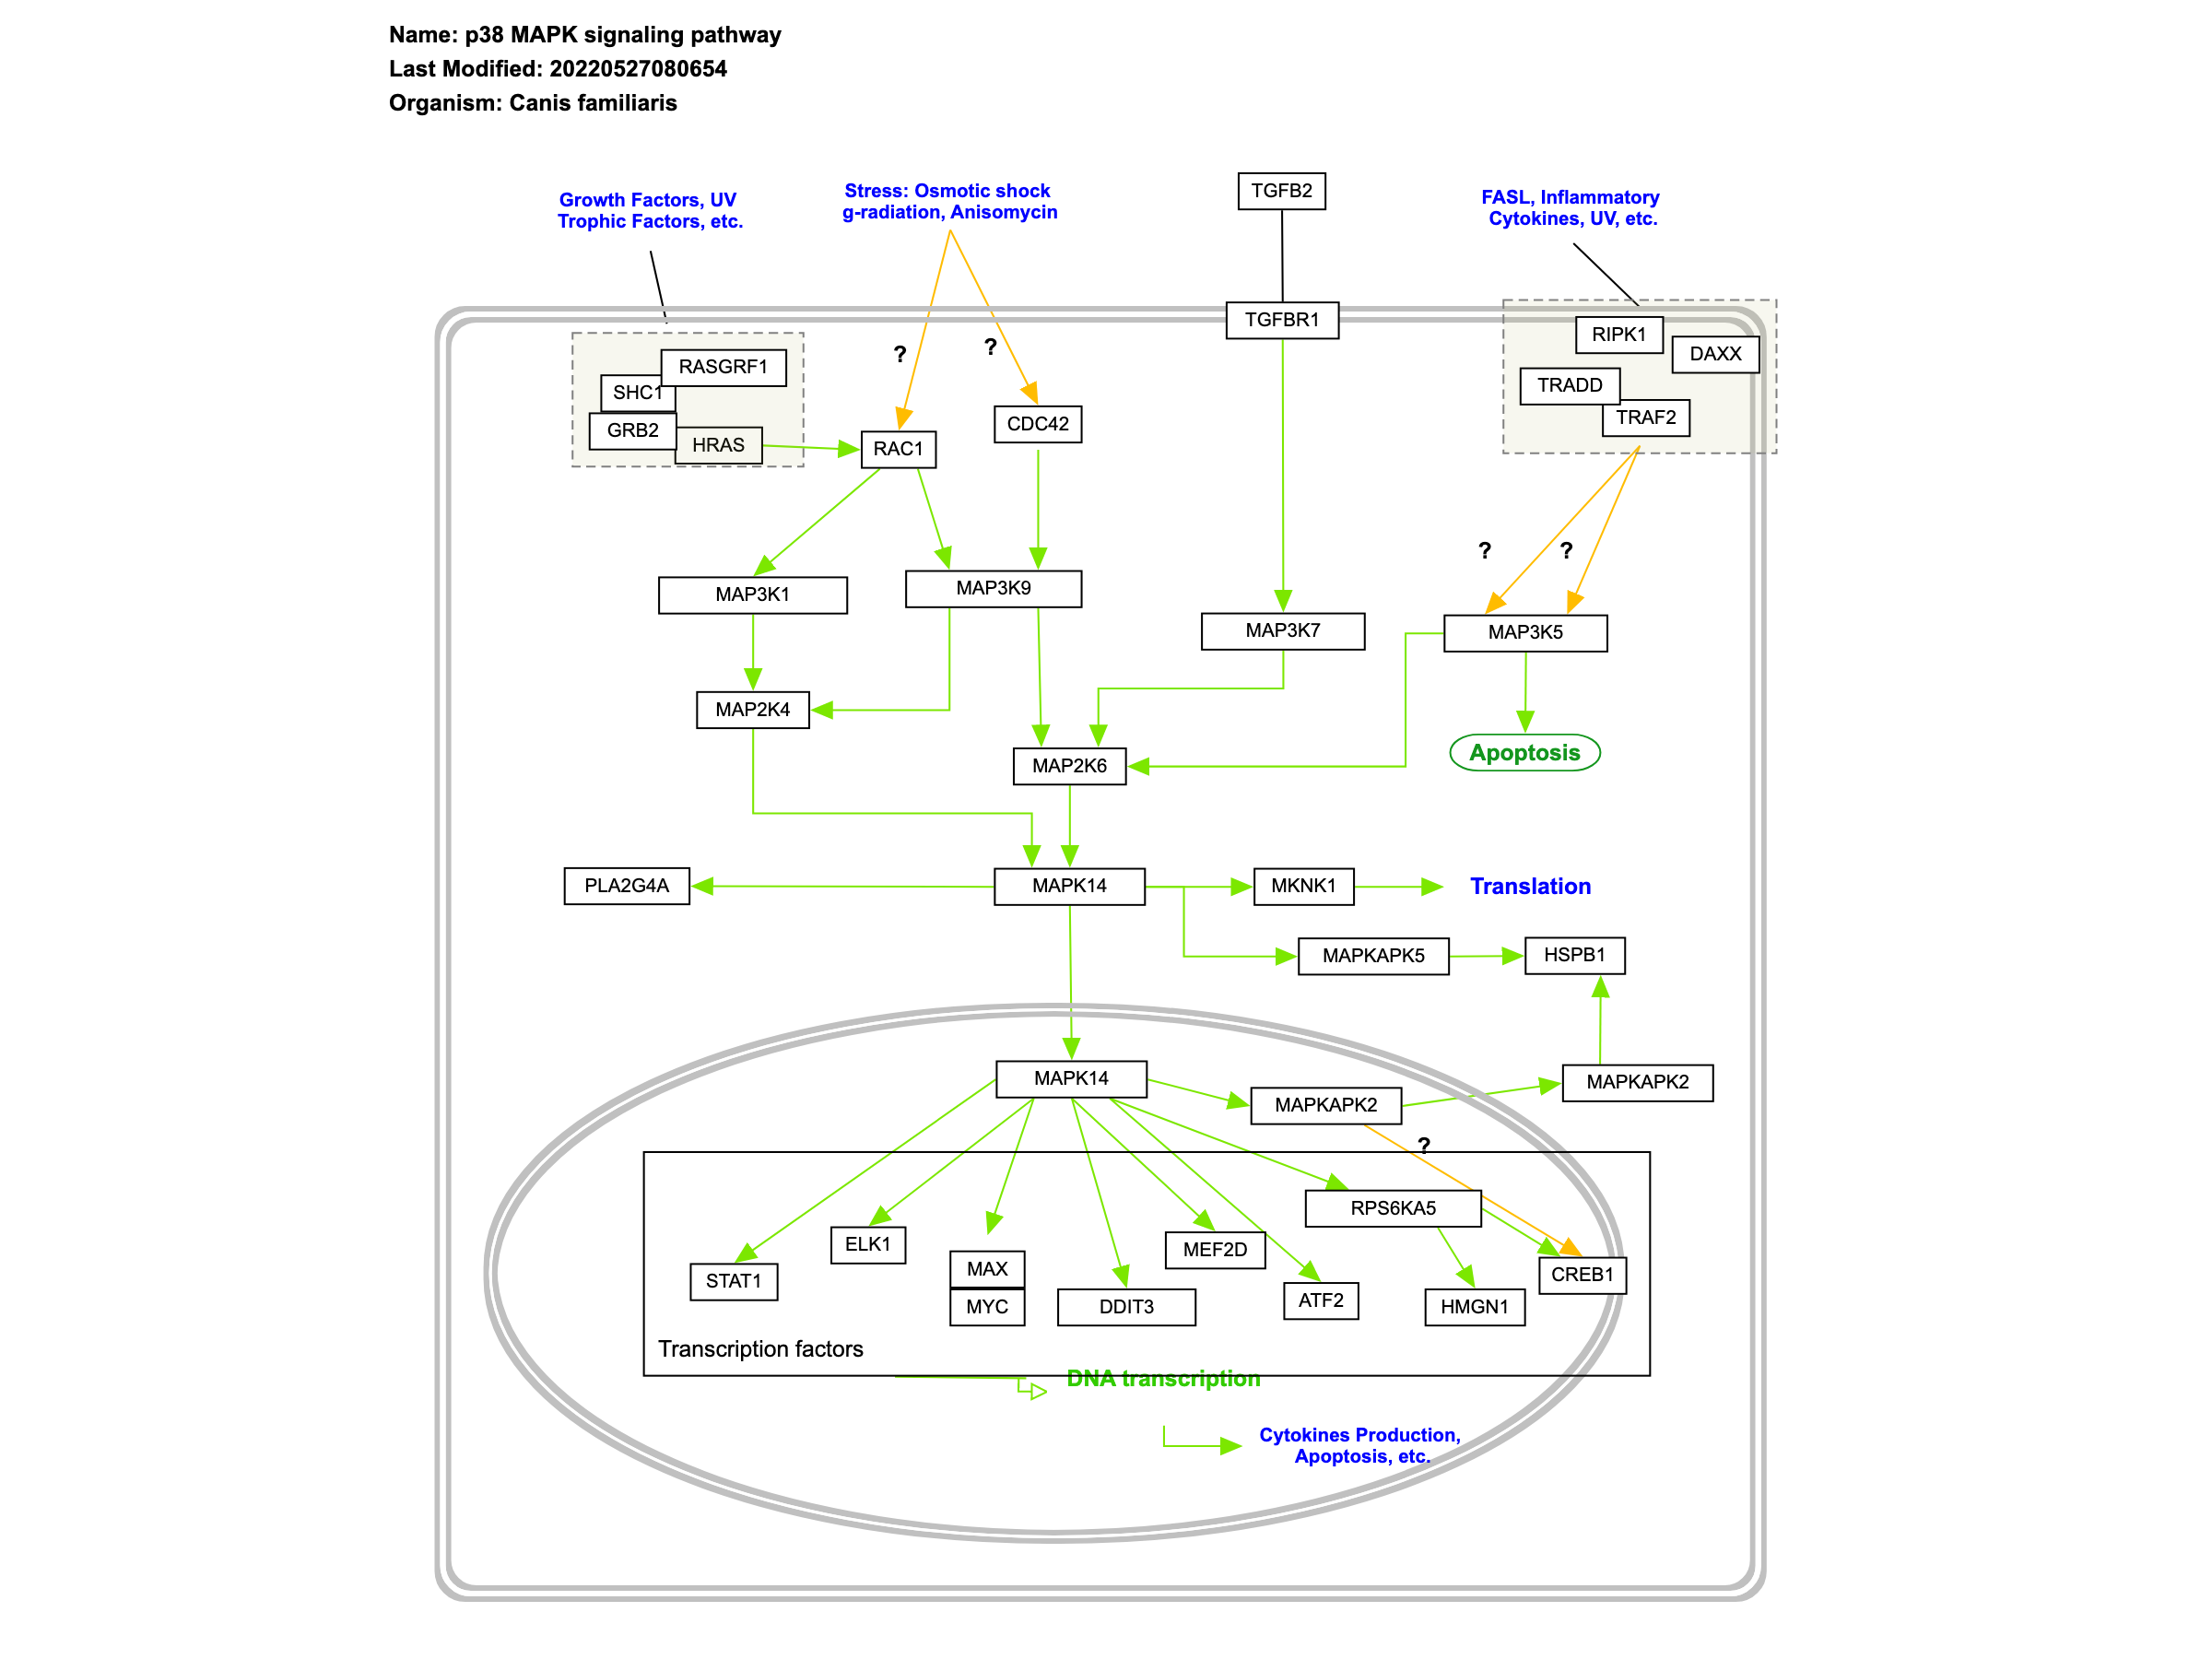 Name: p38 MAPK signaling pathway
Last Modified: 20220527080654
Organism: Canis familiaris
Growth Factors, UV
Trophic Factors, etc.
Stress: Osmotic shock
g-radiation, Anisomycin
TGFB2
FASL, Inflammatory
Cytokines, UV, etc.
TGFBR1
RIPK1
DAXX
TRADD
TRAF2
RASGRF1
SHC1
GRB2
HRAS
?
?
RAC1
CDC42
?
?
MAP3K1
MAP3K9
MAP3K7
MAP3K5
MAP2K4
MAP2K6
Apoptosis
PLA2G4A
MAPK14
MKNK1
Translation
MAPKAPK5
HSPB1
MAPK14
MAPKAPK2
MAPKAPK2
?
RPS6KA5
ELK1
MEF2D
STAT1
MAX
MYC
DDIT3
ATF2
HMGN1
CREB1
Transcription factors
DNA transcription
Cytokines Production,
Apoptosis, etc.